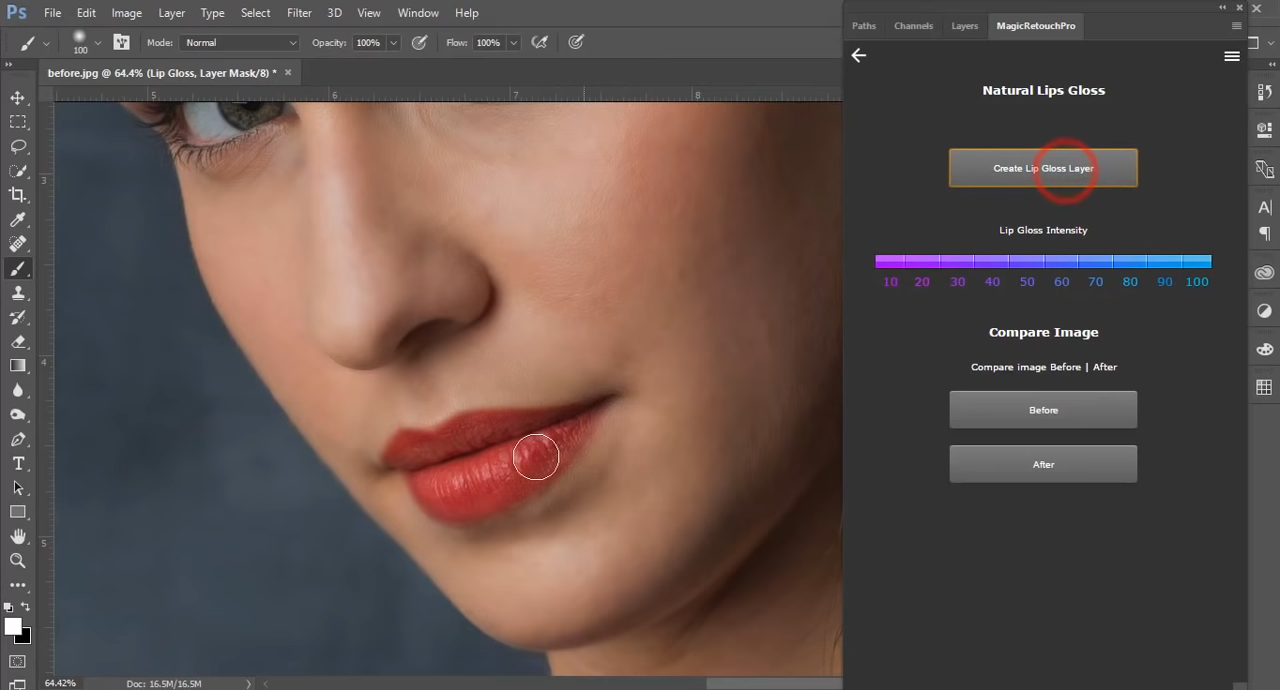 Ps File Edit Image Layer Type Select Filter 3D View Window Help
100 Mode: Normal Opacity: 100% Flow: 100%
before.jpg @ 64.4% (Lip Gloss, Layer Mask/8) * ×
5 6 7 8
3
4
5
64.42% Doc: 16.5M/16.5M
Paths Channels Layers MagicRetouchPro
Natural Lips Gloss
Create Lip Gloss Layer
Lip Gloss Intensity
10 20 30 40 50 60 70 80 90 100
Compare Image
Compare image Before | After
Before
After